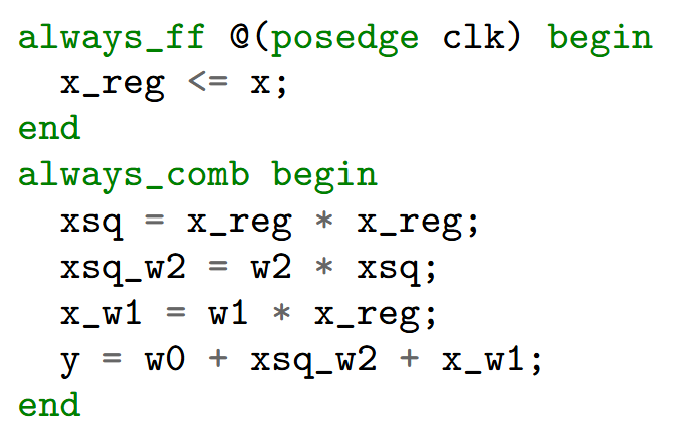 always_ff @(posedge clk) begin
  x_reg <= x;
end
always_comb begin
  xsq = x_reg * x_reg;
  xsq_w2 = w2 * xsq;
  x_w1 = w1 * x_reg;
  y = w0 + xsq_w2 + x_w1;
end